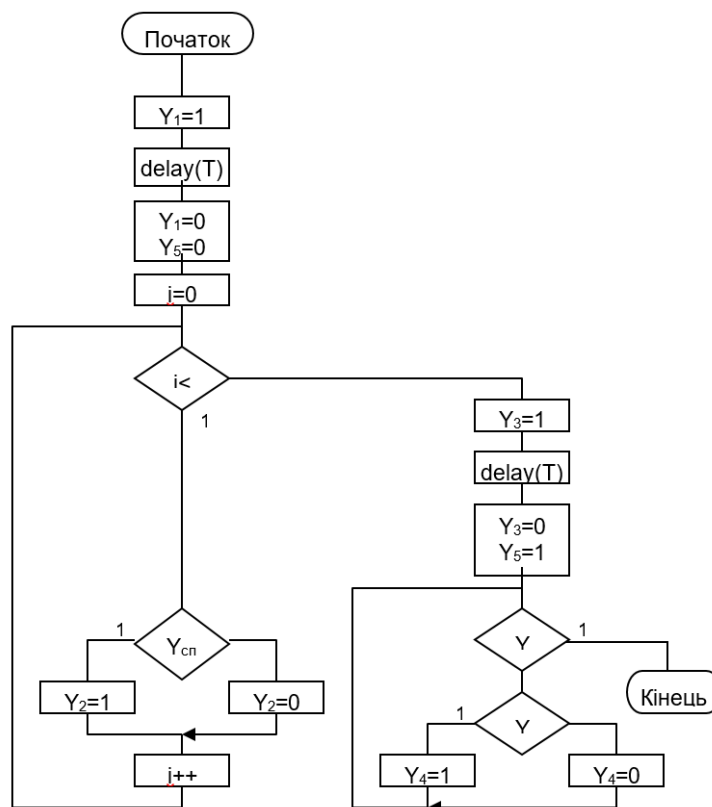 Початок
Y₁=1
delay(T)
Y₁=0
Y₅=0
i=0
i<
1
Y₃=1
delay(T)
Y₃=0
Y₅=1
1
Yсп
Y₂=1
Y₂=0
i++
Y
1
Кінець
1
Y
Y₄=1
Y₄=0